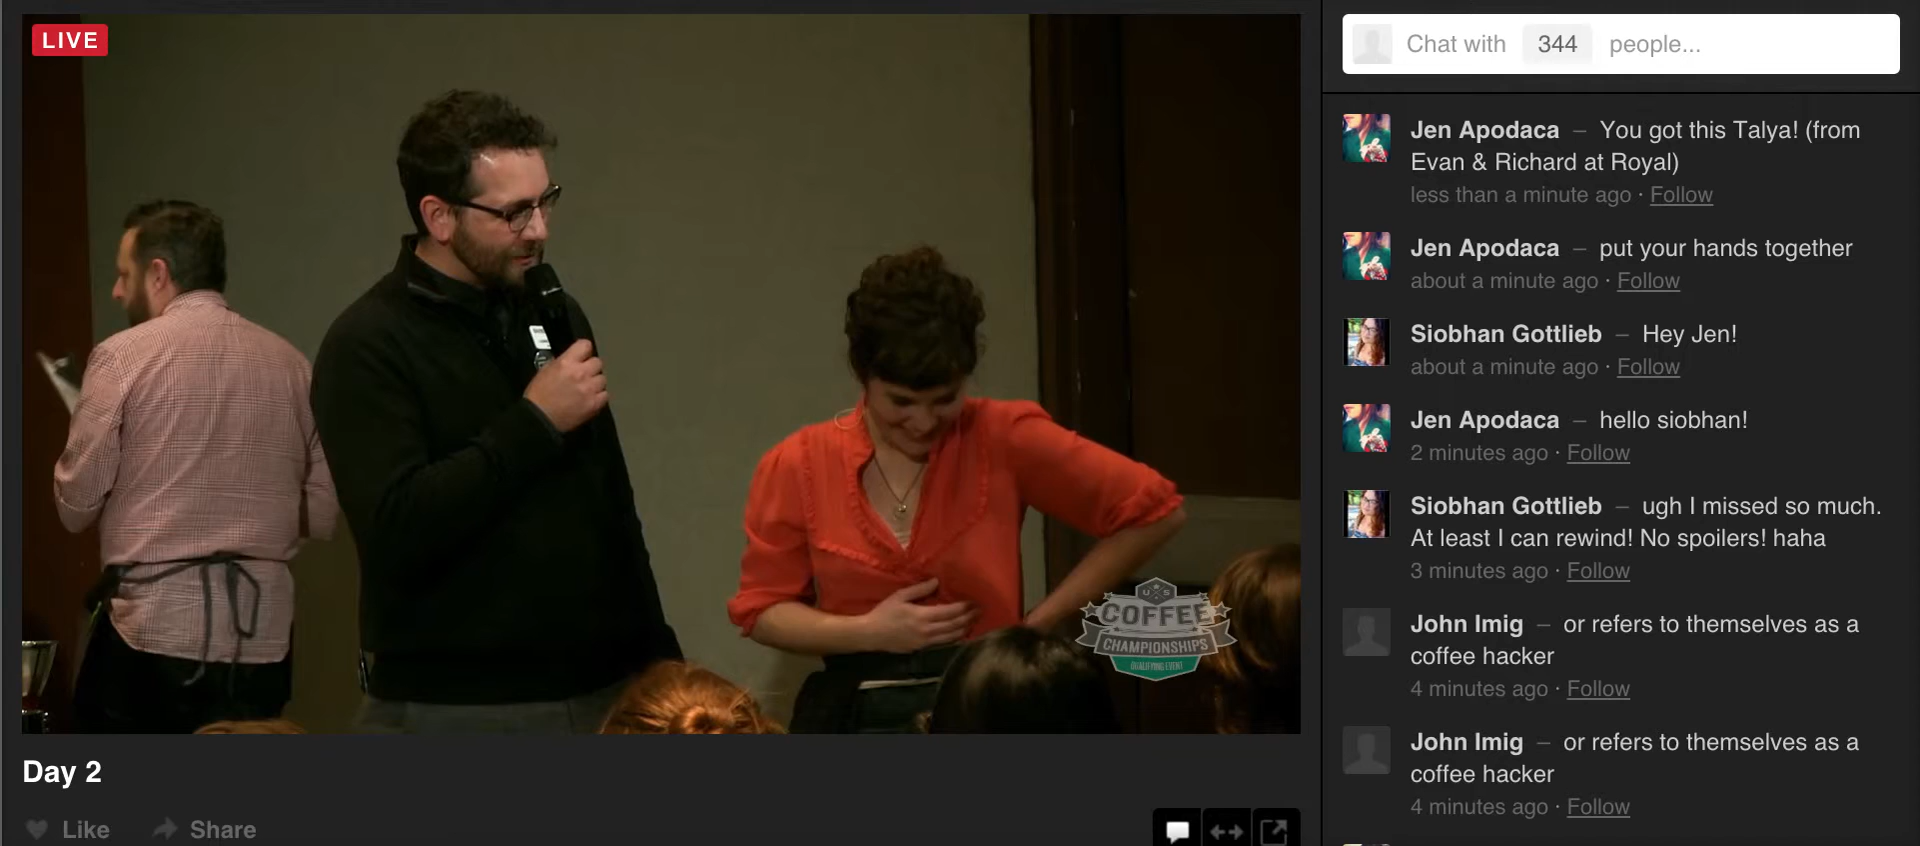 LIVE
U S
COFFEE
CHAMPIONSHIPS
QUALIFYING EVENT
Day 2
Like
Share
Chat with 344 people...
Jen Apodaca – You got this Talya! (from
Evan & Richard at Royal)
less than a minute ago · Follow
Jen Apodaca – put your hands together
about a minute ago · Follow
Siobhan Gottlieb – Hey Jen!
about a minute ago · Follow
Jen Apodaca – hello siobhan!
2 minutes ago · Follow
Siobhan Gottlieb – ugh I missed so much.
At least I can rewind! No spoilers! haha
3 minutes ago · Follow
John Imig – or refers to themselves as a
coffee hacker
4 minutes ago · Follow
John Imig – or refers to themselves as a
coffee hacker
4 minutes ago · Follow